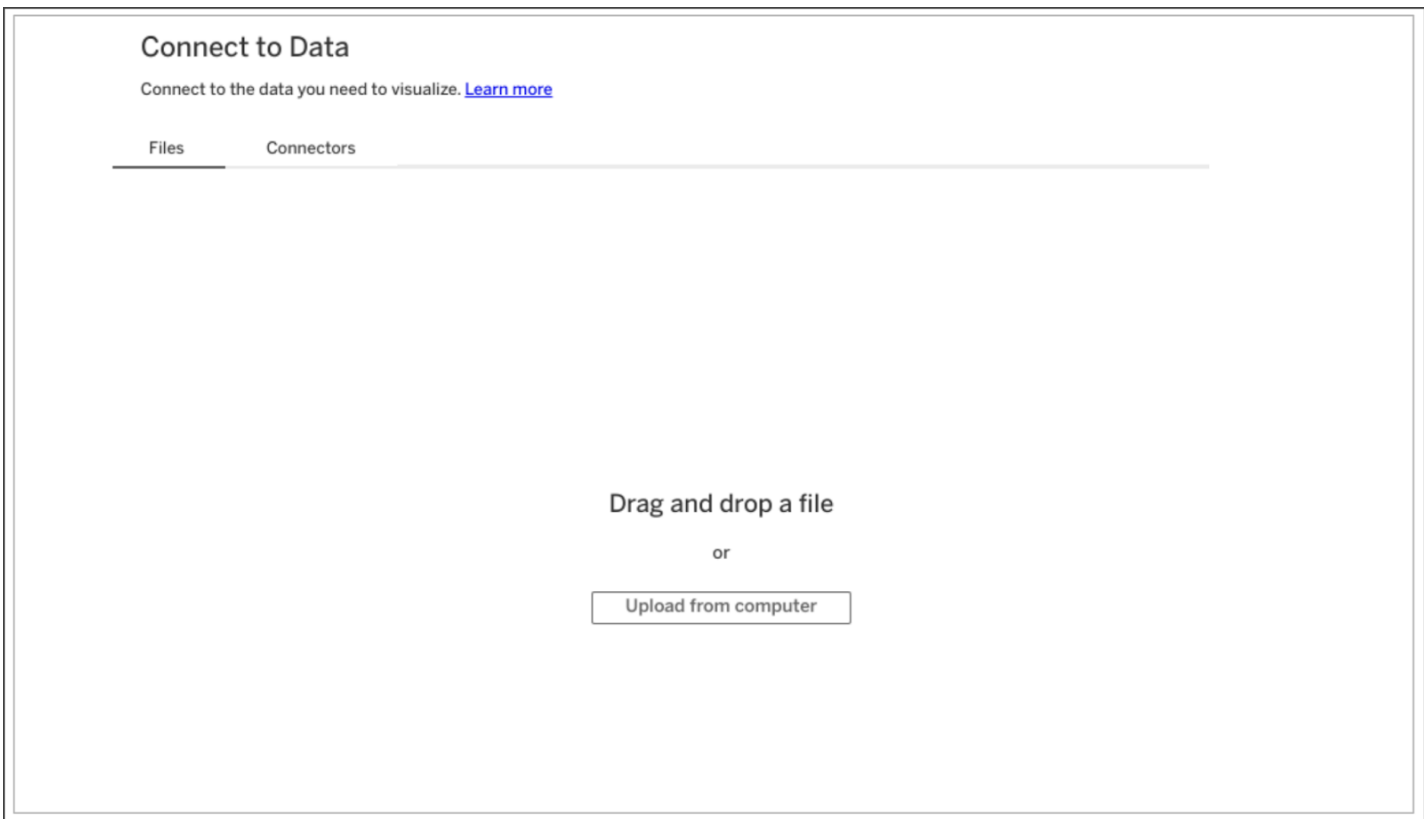 Connect to Data
Connect to the data you need to visualize. Learn more
Files Connectors
Drag and drop a file
or
Upload from computer